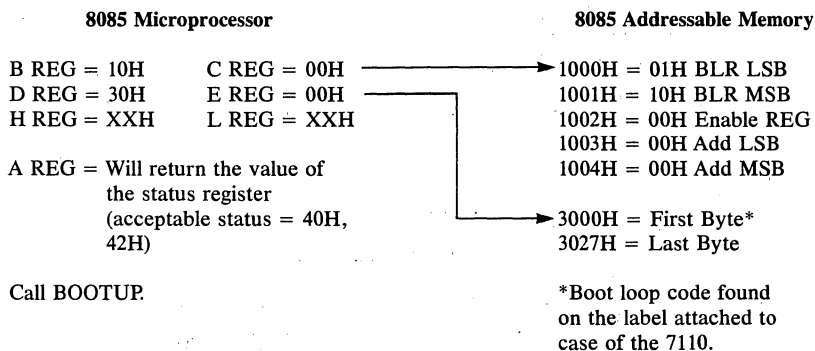 8085 Microprocessor
B REG = 10H C REG = 00H
D REG = 30H E REG = 00H
H REG = XXH L REG = XXH
A REG = Will return the value of
the status register
(acceptable status = 40H,
42H)
Call BOOTUP.
8085 Addressable Memory
1000H = 01H BLR LSB
1001H = 10H BLR MSB
1002H = 00H Enable REG
1003H = 00H Add LSB
1004H = 00H Add MSB
3000H = First Byte*
3027H = Last Byte
*Boot loop code found
on the label attached to
case of the 7110.